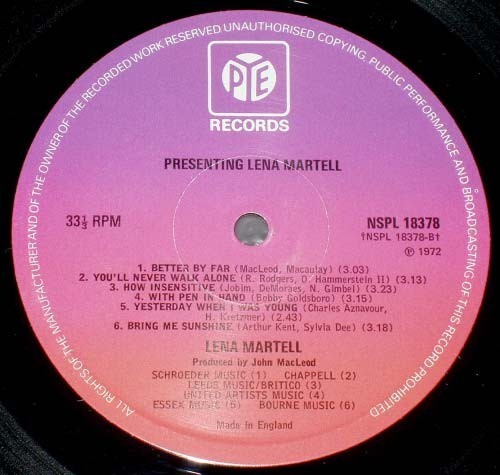 ALL RIGHTS OF THE MANUFACTURER AND OF THE OWNER OF THE RECORDED WORK RESERVED UNAUTHORISED COPYING, PUBLIC PERFORMANCE AND BROADCASTING OF THIS RECORD PROHIBITED
PYE
RECORDS
PRESENTING LENA MARTELL
33⅓ RPM
NSPL 18378
†NSPL 18378-B†
℗ 1972
1. BETTER BY FAR (MacLeod, Macaulay) (3.03)
2. YOU'LL NEVER WALK ALONE (R. Rodgers, O. Hammerstein II) (3.13)
3. HOW INSENSITIVE (Jobim, DeMoraes, N. Gimbel) (3.23)
4. WITH PEN IN HAND (Bobby Goldsboro) (3.15)
5. YESTERDAY WHEN I WAS YOUNG (Charles Aznavour,
H. Kretzmer) (2.43)
6. BRING ME SUNSHINE (Arthur Kent, Sylvia Dee) (3.18)
LENA MARTELL
Produced by John MacLeod
SCHROEDER MUSIC (1) CHAPPELL (2)
LEEDS MUSIC/BRITICO (3)
UNITED ARTISTS MUSIC (4)
ESSEX MUSIC (5) BOURNE MUSIC (6)
Made in England